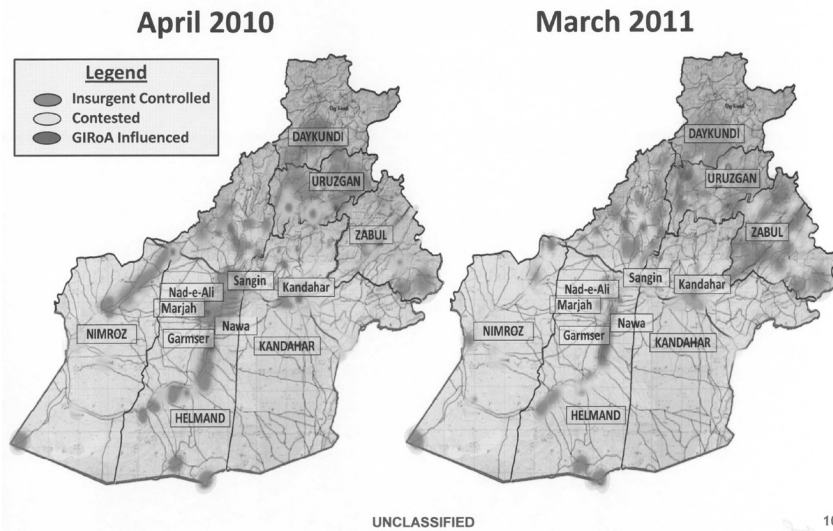 April 2010
March 2011
Legend
Insurgent Controlled
Contested
GIRoA Influenced
DAYKUNDI
URUZGAN
ZABUL
Sangin
Kandahar
Nad-e-Ali
Marjah
NIMROZ
Nawa
Garmser
KANDAHAR
HELMAND
DAYKUNDI
URUZGAN
ZABUL
Sangin
Kandahar
Nad-e-Ali
Marjah
NIMROZ
Nawa
Garmser
KANDAHAR
HELMAND
UNCLASSIFIED